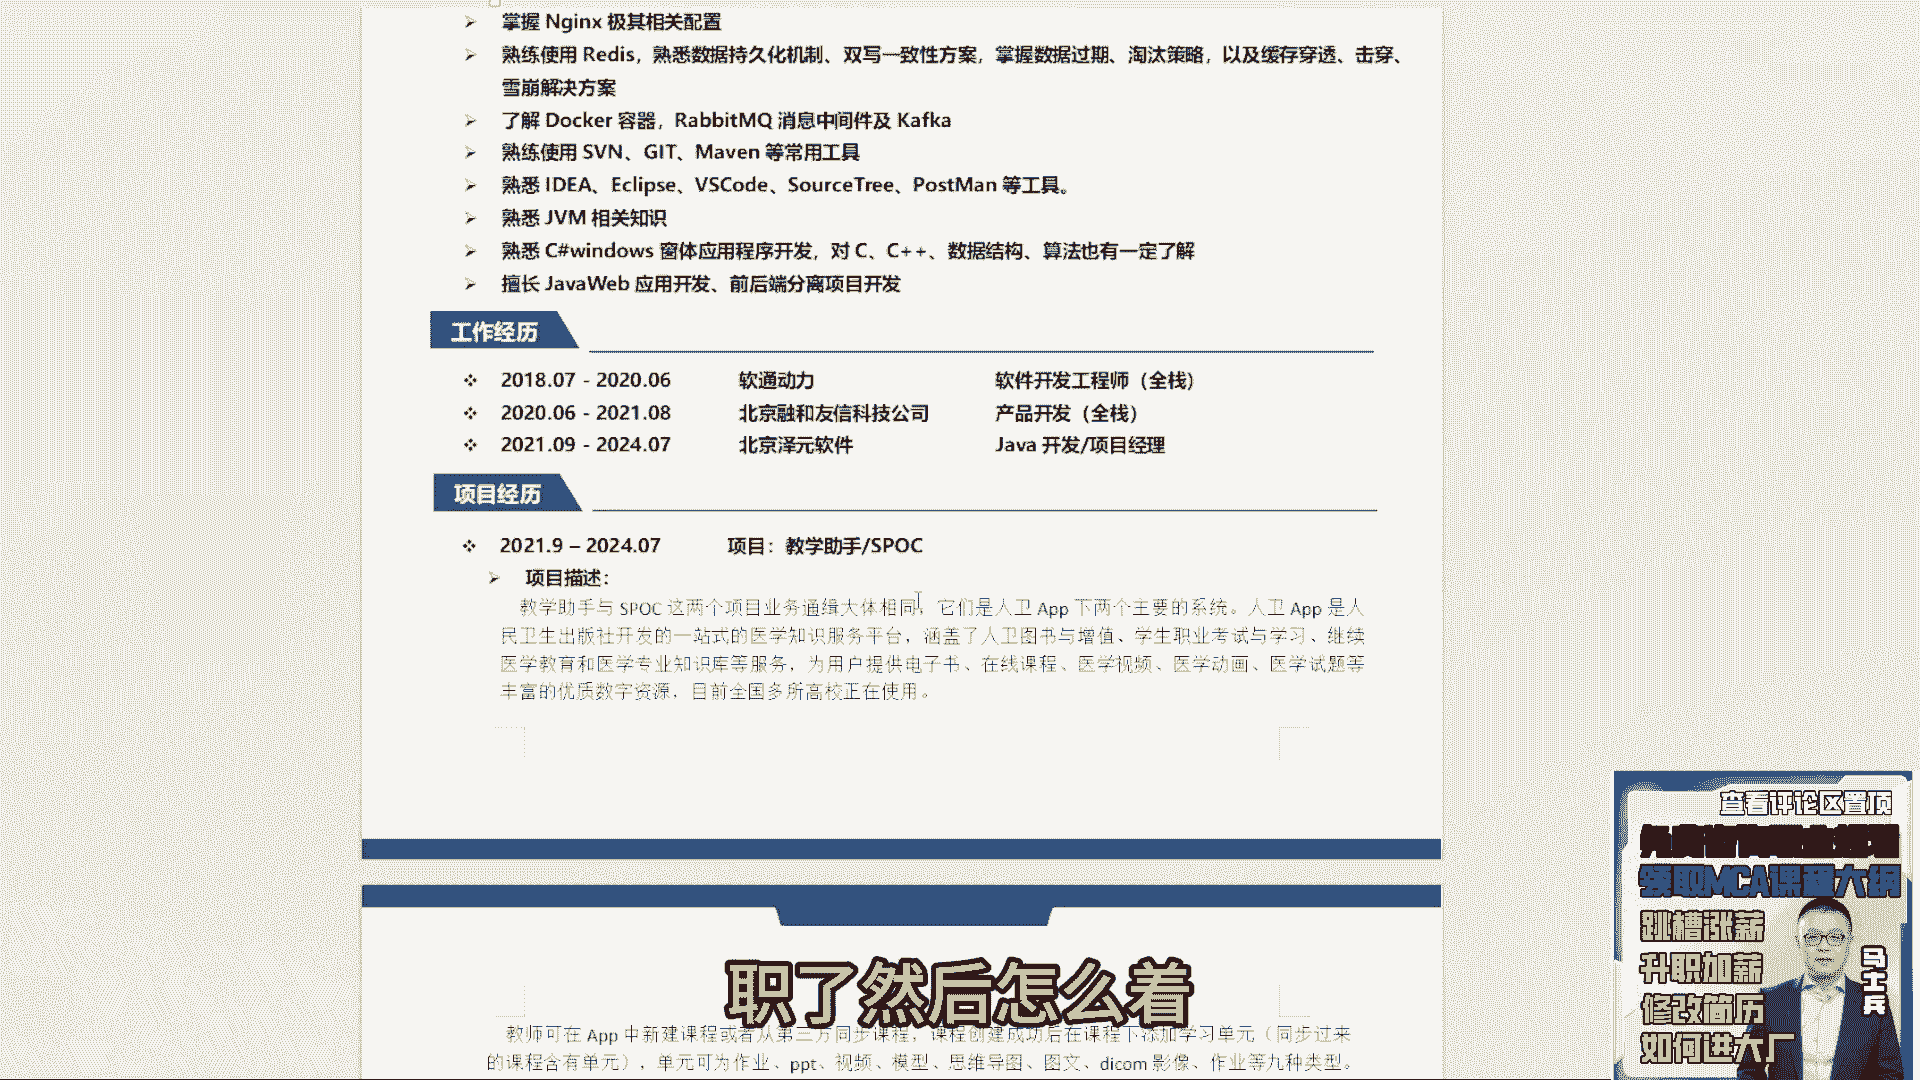 掌握 Nginx 极其相关配置
熟练使用 Redis，熟悉数据持久化机制、双写一致性方案，掌握数据过期、淘汰策略，以及缓存穿透、击穿、
雪崩解决方案
了解 Docker 容器，RabbitMQ 消息中间件及 Kafka
熟练使用 SVN、GIT、Maven 等常用工具
熟悉 IDEA、Eclipse、VSCode、SourceTree、PostMan 等工具。
熟悉 JVM 相关知识
熟悉 C#windows 窗体应用程序开发，对 C、C++、数据结构、算法也有一定了解
擅长 JavaWeb 应用开发、前后端分离项目开发
工作经历
2018.07 - 2020.06 软通动力 软件开发工程师（全栈）
2020.06 - 2021.08 北京融和友信科技公司 产品开发（全栈）
2021.09 - 2024.07 北京泽元软件 Java 开发/项目经理
项目经历
2021.9 – 2024.07 项目：教学助手/SPOC
项目描述：
教学助手与 SPOC 这两个项目业务通缉大体相同，它们是人卫 App 下两个主要的系统。人卫 App 是人
民卫生出版社开发的一站式的医学知识服务平台，涵盖了人卫图书与增值、学生职业考试与学习、继续
医学教育和医学专业知识库等服务，为用户提供电子书、在线课程、医学视频、医学动画、医学试题等
丰富的优质数字资源，目前全国多所高校正在使用。
职了然后怎么着
教师可在 App 中新建课程或者从第三方同步课程，课程创建成功后在课程下添加学习单元（同步过来
的课程含有单元），单元可为作业、ppt、视频、模型、思维导图、图文、dicom 影像、作业等九种类型。
查看评论区置顶
领取MCA课程大纲
跳槽涨薪
升职加薪
修改简历
如何进大厂
马士兵